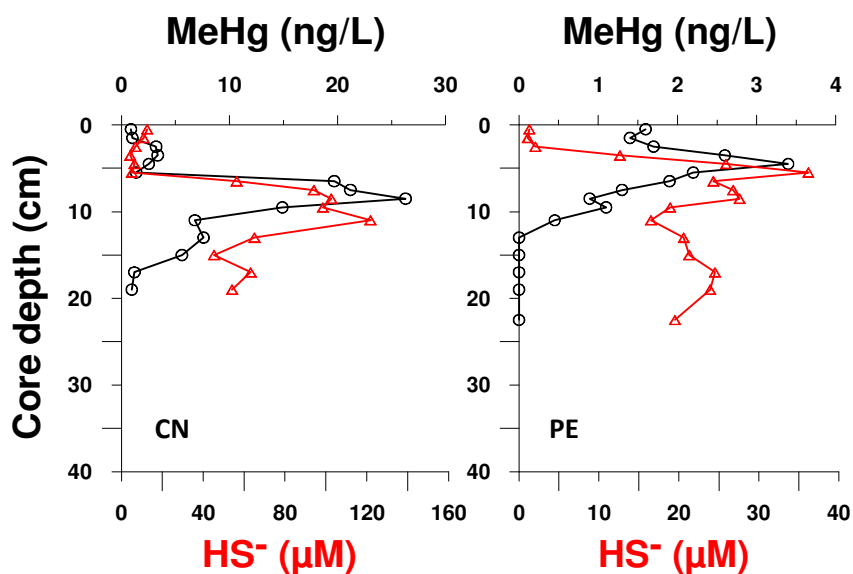 MeHg (ng/L) MeHg (ng/L)
0 10 20 30 0 1 2 3 4
0 0
10 10
20 20
30 30
40 40
Core depth (cm)
CN PE
0 40 80 120 160 0 10 20 30 40
HS- (µM) HS- (µM)